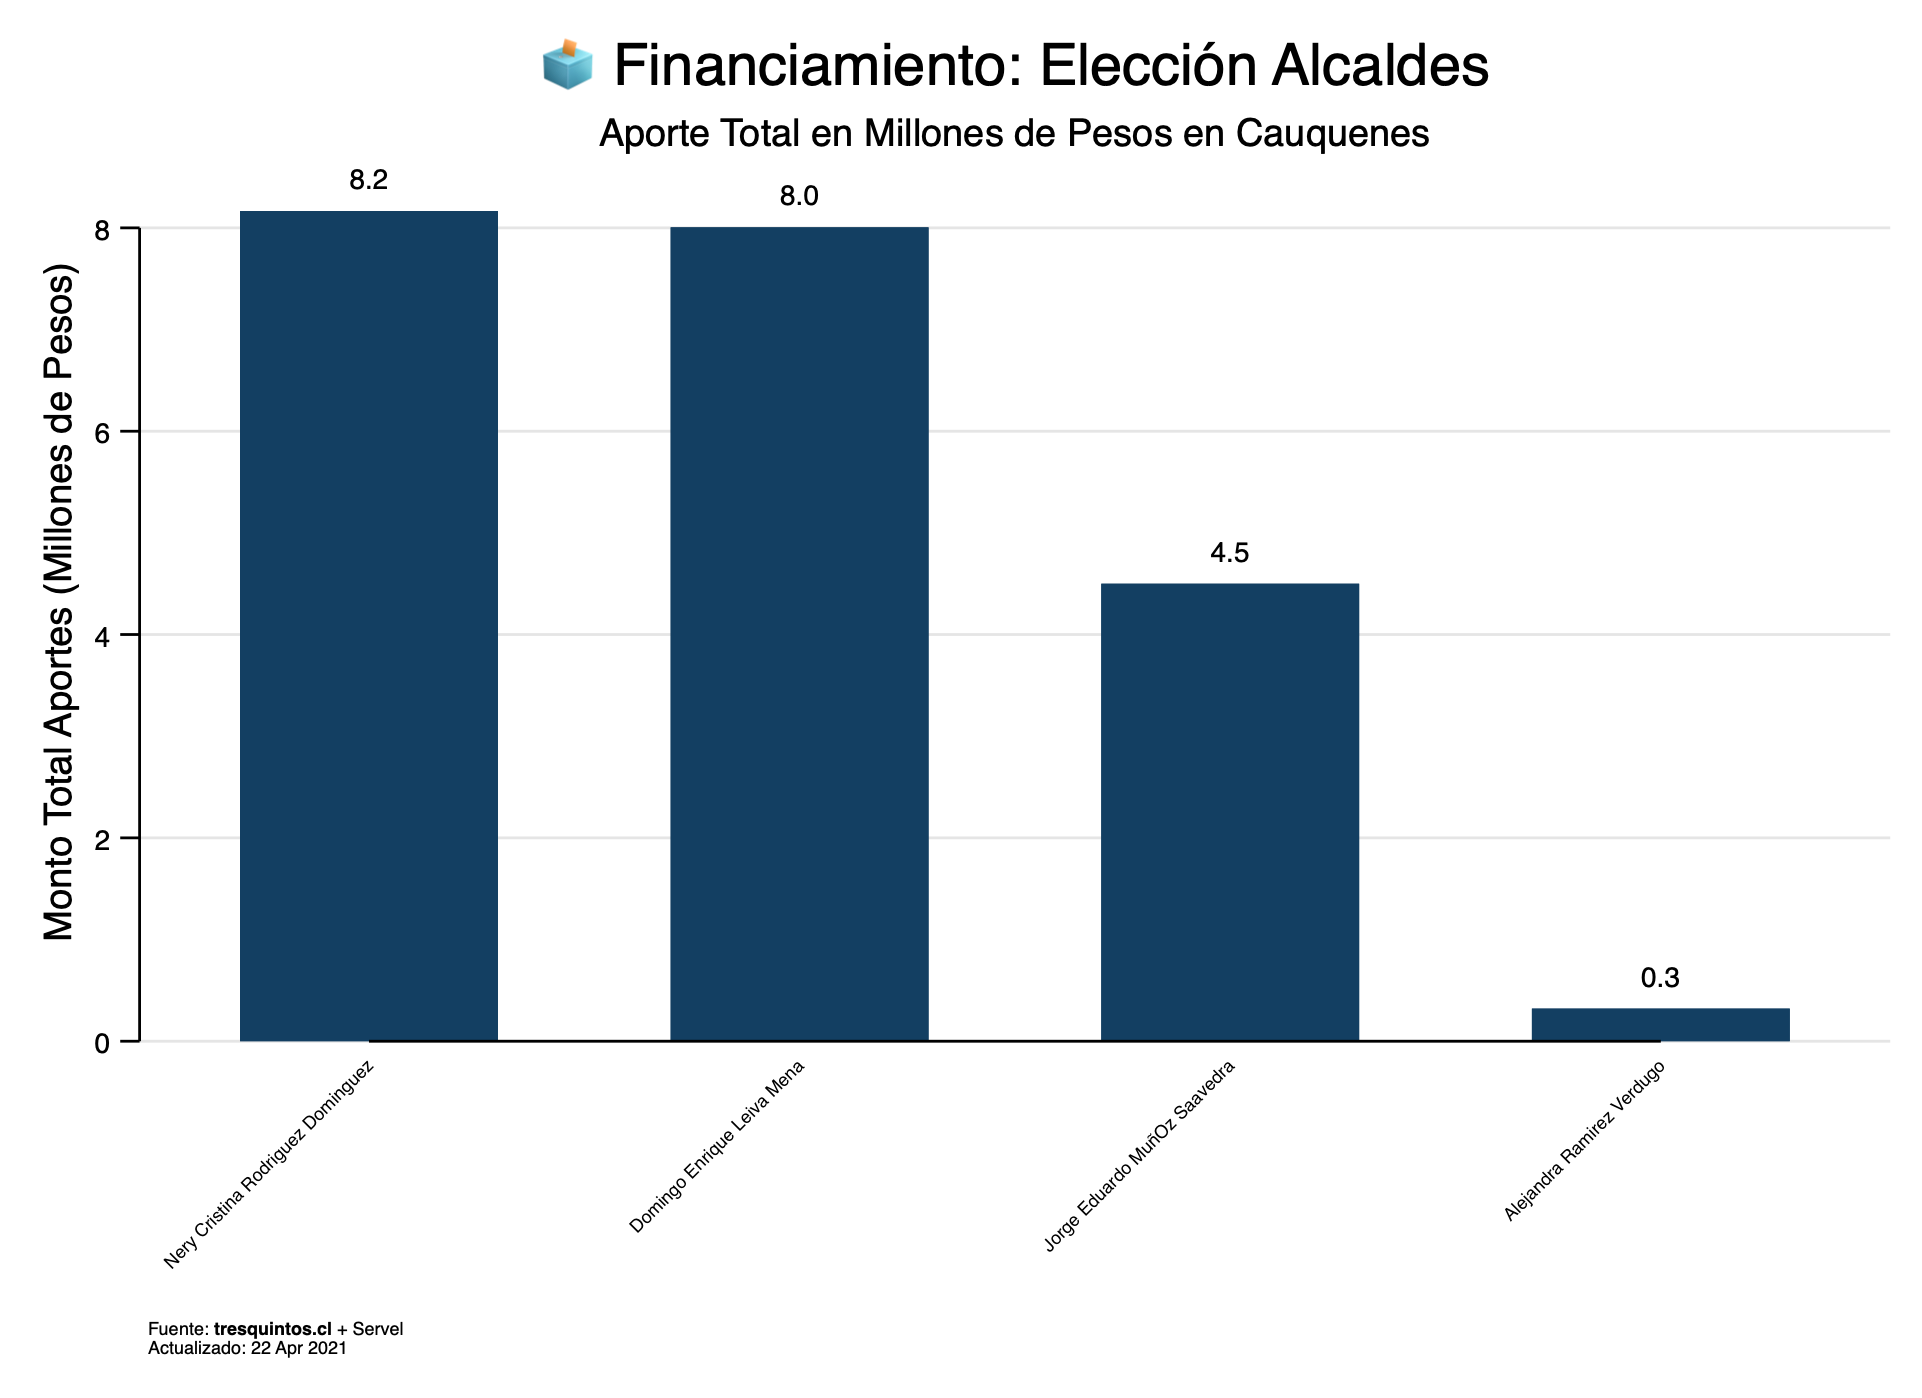 Financiamiento: Elección Alcaldes
Aporte Total en Millones de Pesos en Cauquenes
Monto Total Aportes (Millones de Pesos)
8
6
4
2
0
8.2
8.0
4.5
0.3
Nery Cristina Rodriguez Dominguez
Domingo Enrique Leiva Mena
Jorge Eduardo MuñOz Saavedra
Alejandra Ramirez Verdugo
Fuente: tresquintos.cl + Servel
Actualizado: 22 Apr 2021